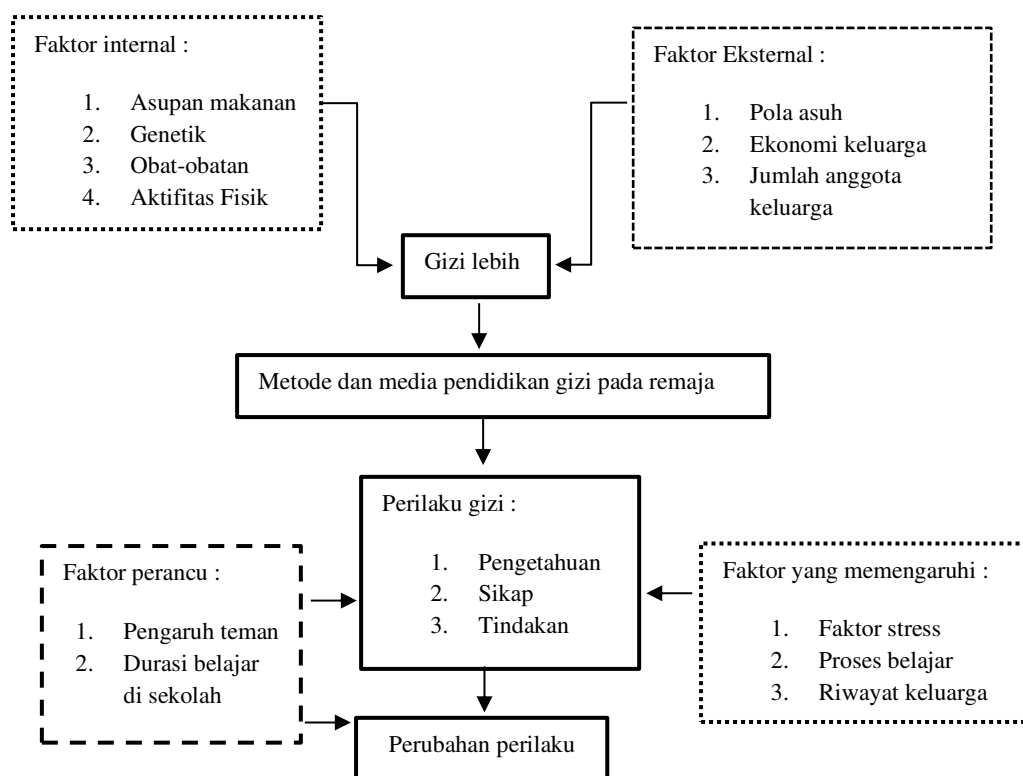 Faktor internal :
1. Asupan makanan
2. Genetik
3. Obat-obatan
4. Aktifitas Fisik
Faktor Eksternal :
1. Pola asuh
2. Ekonomi keluarga
3. Jumlah anggota
keluarga
Gizi lebih
Metode dan media pendidikan gizi pada remaja
Perilaku gizi :
1. Pengetahuan
2. Sikap
3. Tindakan
Faktor perancu :
1. Pengaruh teman
2. Durasi belajar
di sekolah
Faktor yang memengaruhi :
1. Faktor stress
2. Proses belajar
3. Riwayat keluarga
Perubahan perilaku